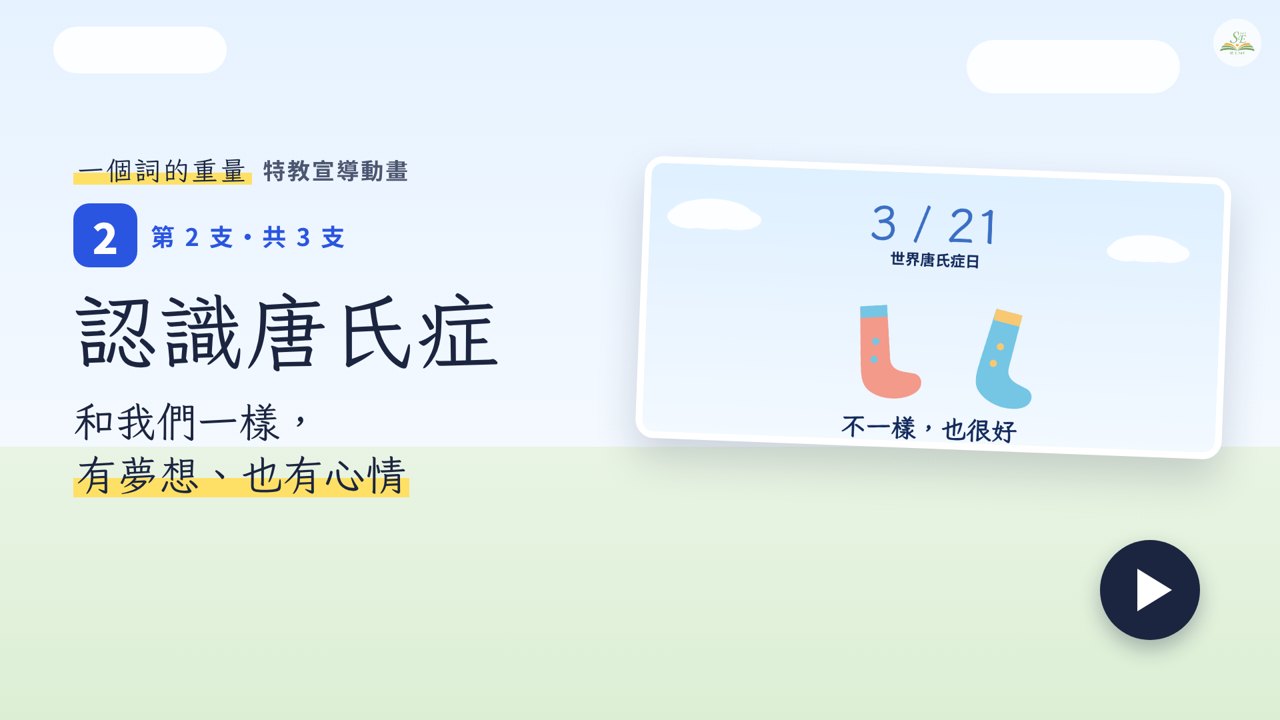 一個詞的重量 特教宣導動畫
2 第 2 支・共 3 支
認識唐氏症
和我們一樣，
有夢想、也有心情
3 / 21
世界唐氏症日
不一樣，也很好
SE